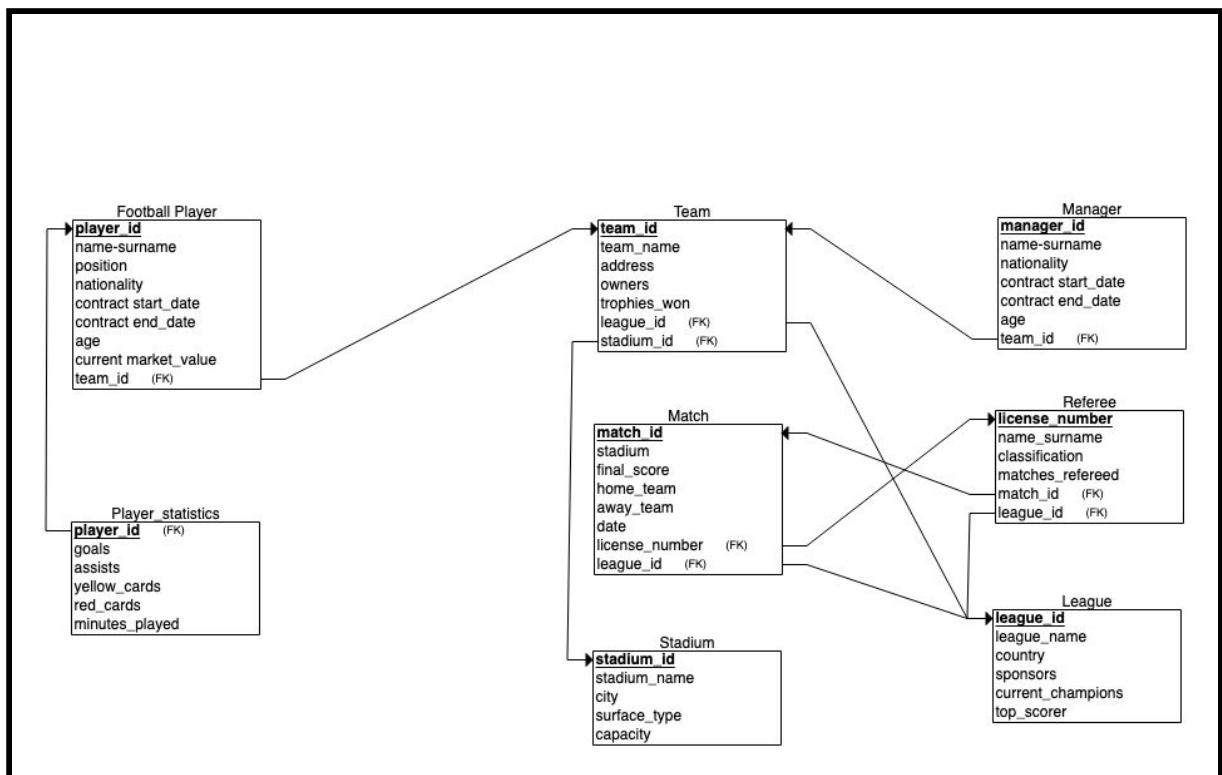 Football Player
player_id
name-surname
position
nationality
contract start_date
contract end_date
age
current market_value
team_id (FK)
Player_statistics
player_id (FK)
goals
assists
yellow_cards
red_cards
minutes_played
Team
team_id
team_name
address
owners
trophies_won
league_id (FK)
stadium_id (FK)
Match
match_id
stadium
final_score
home_team
away_team
date
license_number (FK)
league_id (FK)
Stadium
stadium_id
stadium_name
city
surface_type
capacity
Manager
manager_id
name-surname
nationality
contract start_date
contract end_date
age
team_id (FK)
Referee
license_number
name_surname
classification
matches_refereed
match_id (FK)
league_id (FK)
League
league_id
league_name
country
sponsors
current_champions
top_scorer